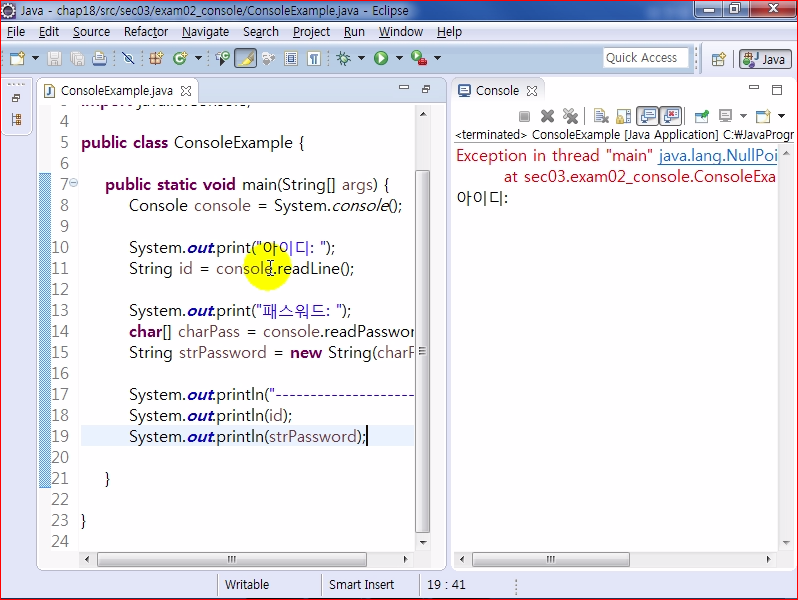 Java - chap18/src/sec03/exam02_console/ConsoleExample.java - Eclipse
File Edit Source Refactor Navigate Search Project Run Window Help
Quick Access
Java
ConsoleExample.java
3 import java.io.Console;
4
5 public class ConsoleExample {
6
7 public static void main(String[] args) {
8 Console console = System.console();
9
10 System.out.print("아이디: ");
11 String id = console.readLine();
12
13 System.out.print("패스워드: ");
14 char[] charPass = console.readPasswor
15 String strPassword = new String(charP
16
17 System.out.println("--------------------
18 System.out.println(id);
19 System.out.println(strPassword);
20
21 }
22
23 }
24
Console
<terminated> ConsoleExample [Java Application] C:₩JavaProgr
Exception in thread "main" java.lang.NullPoi
at sec03.exam02_console.ConsoleExa
아이디:
Writable Smart Insert 19 : 41